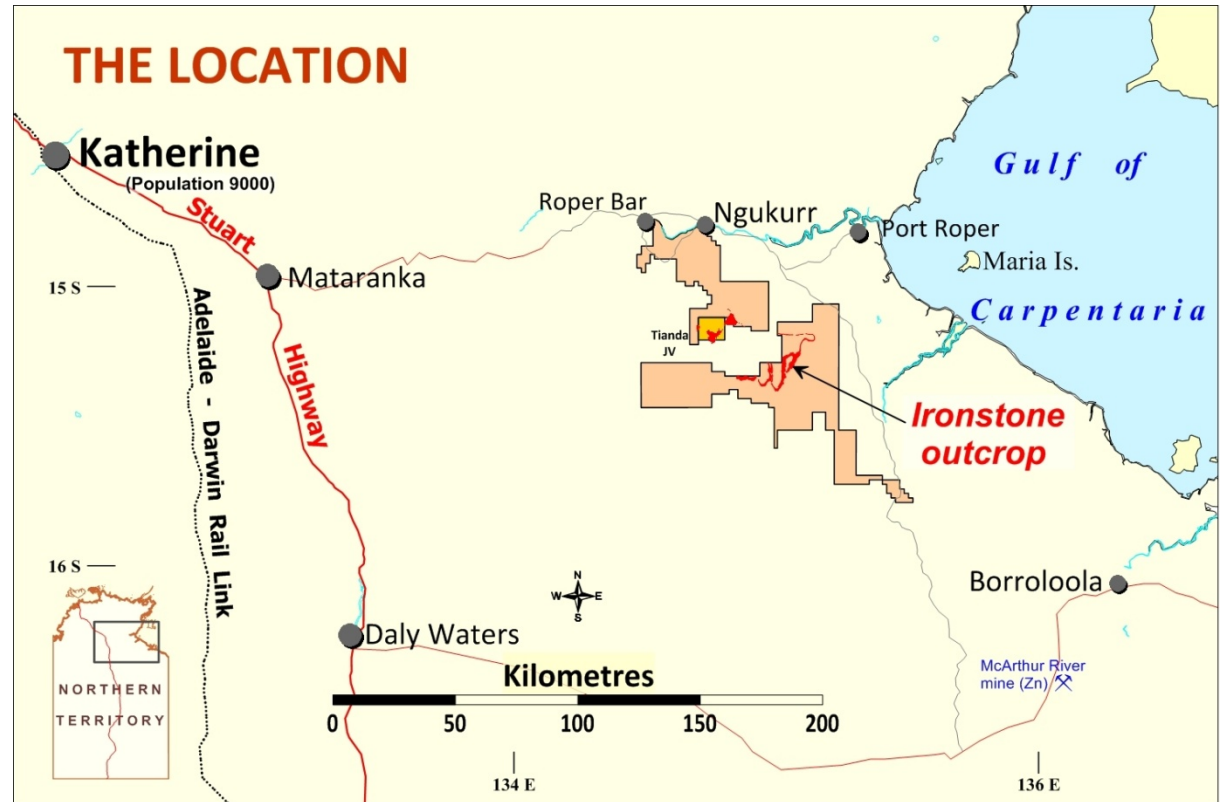 THE LOCATION
Katherine
(Population 9000)
Stuart
Highway
Mataranka
Adelaide - Darwin Rail Link
15 S
16 S
Roper Bar
Ngukurr
Port Roper
Gulf of
Carpentaria
Maria Is.
Tianda
JV
Ironstone
outcrop
Borroloola
McArthur River
mine (Zn)
Daly Waters
N
W E
S
Kilometres
0 50 100 150 200
134 E
136 E
NORTHERN
TERRITORY